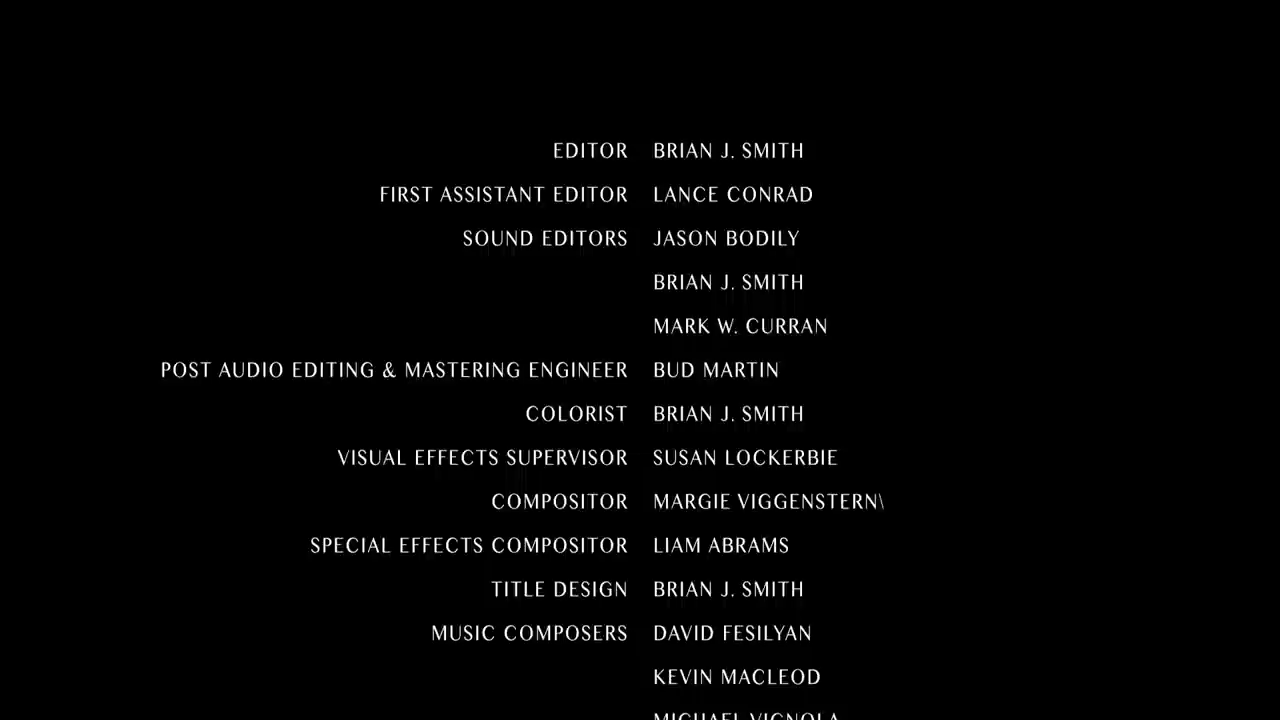 EDITOR BRIAN J. SMITH
FIRST ASSISTANT EDITOR LANCE CONRAD
SOUND EDITORS JASON BODILY
BRIAN J. SMITH
MARK W. CURRAN
POST AUDIO EDITING & MASTERING ENGINEER BUD MARTIN
COLORIST BRIAN J. SMITH
VISUAL EFFECTS SUPERVISOR SUSAN LOCKERBIE
COMPOSITOR MARGIE VIGGENSTERN\
SPECIAL EFFECTS COMPOSITOR LIAM ABRAMS
TITLE DESIGN BRIAN J. SMITH
MUSIC COMPOSERS DAVID FESILYAN
KEVIN MACLEOD
MICHAEL VIGNOLA